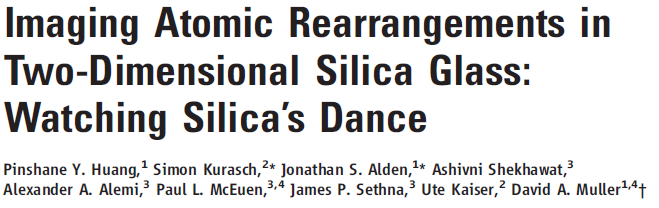 Imaging Atomic Rearrangements in
Two-Dimensional Silica Glass:
Watching Silica's Dance
Pinshane Y. Huang,¹ Simon Kurasch,²* Jonathan S. Alden,¹* Ashivni Shekhawat,³
Alexander A. Alemi,³ Paul L. McEuen,³,⁴ James P. Sethna,³ Ute Kaiser,² David A. Muller¹,⁴†